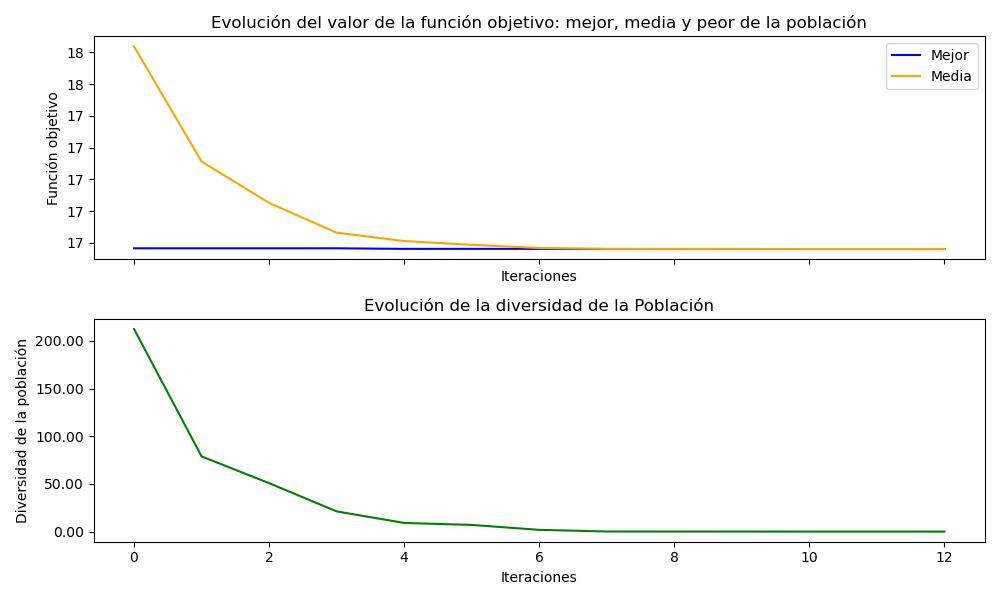 Evolución del valor de la función objetivo: mejor, media y peor de la población
18
18
17
17
17
17
17
Función objetivo
Mejor
Media
Iteraciones
Evolución de la diversidad de la Población
200.00
150.00
100.00
50.00
0.00
Diversidad de la población
0 2 4 6 8 10 12
Iteraciones